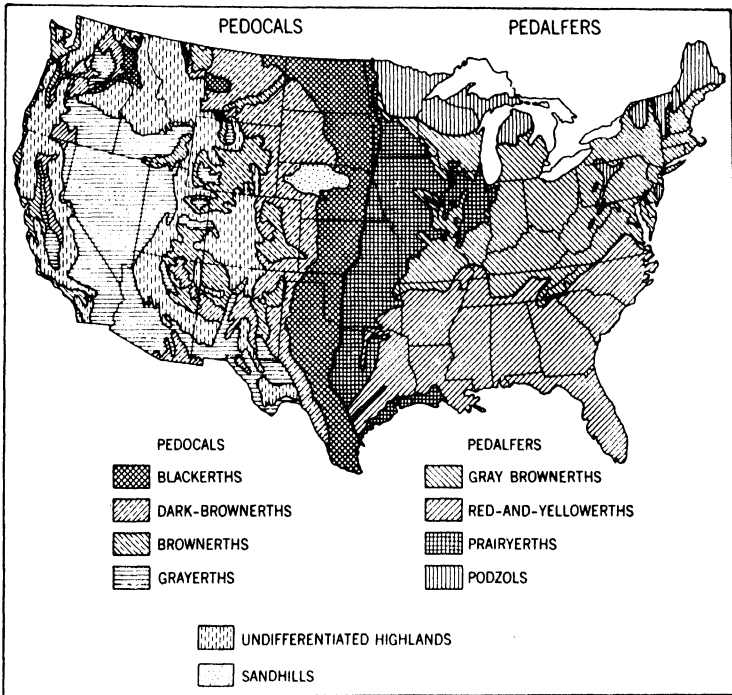 PEDOCALS
PEDALFERS
PEDOCALS
BLACKERTHS
DARK-BROWNERTHS
BROWNERTHS
GRAYERTHS
PEDALFERS
GRAY BROWNERTHS
RED-AND-YELLOWERTHS
PRAIRYERTHS
PODZOLS
UNDIFFERENTIATED HIGHLANDS
SANDHILLS